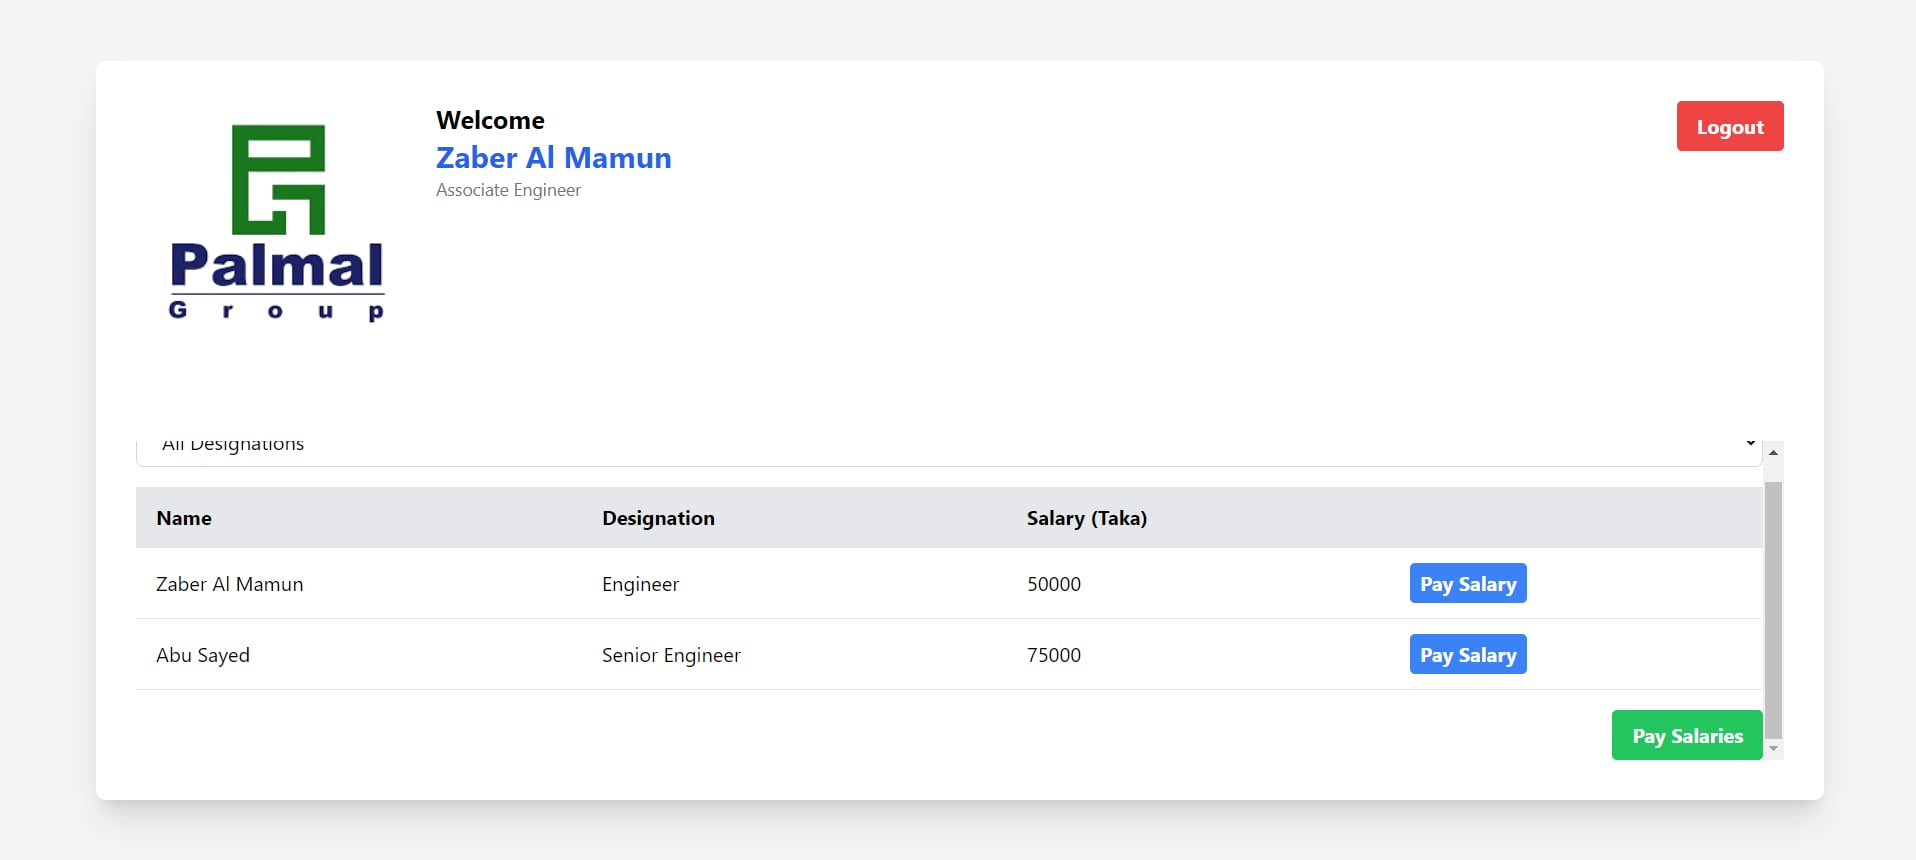 Welcome
Zaber Al Mamun
Associate Engineer
Logout
Palmal
Group
All Designations
Name Designation Salary (Taka)
Zaber Al Mamun Engineer 50000 Pay Salary
Abu Sayed Senior Engineer 75000 Pay Salary
Pay Salaries